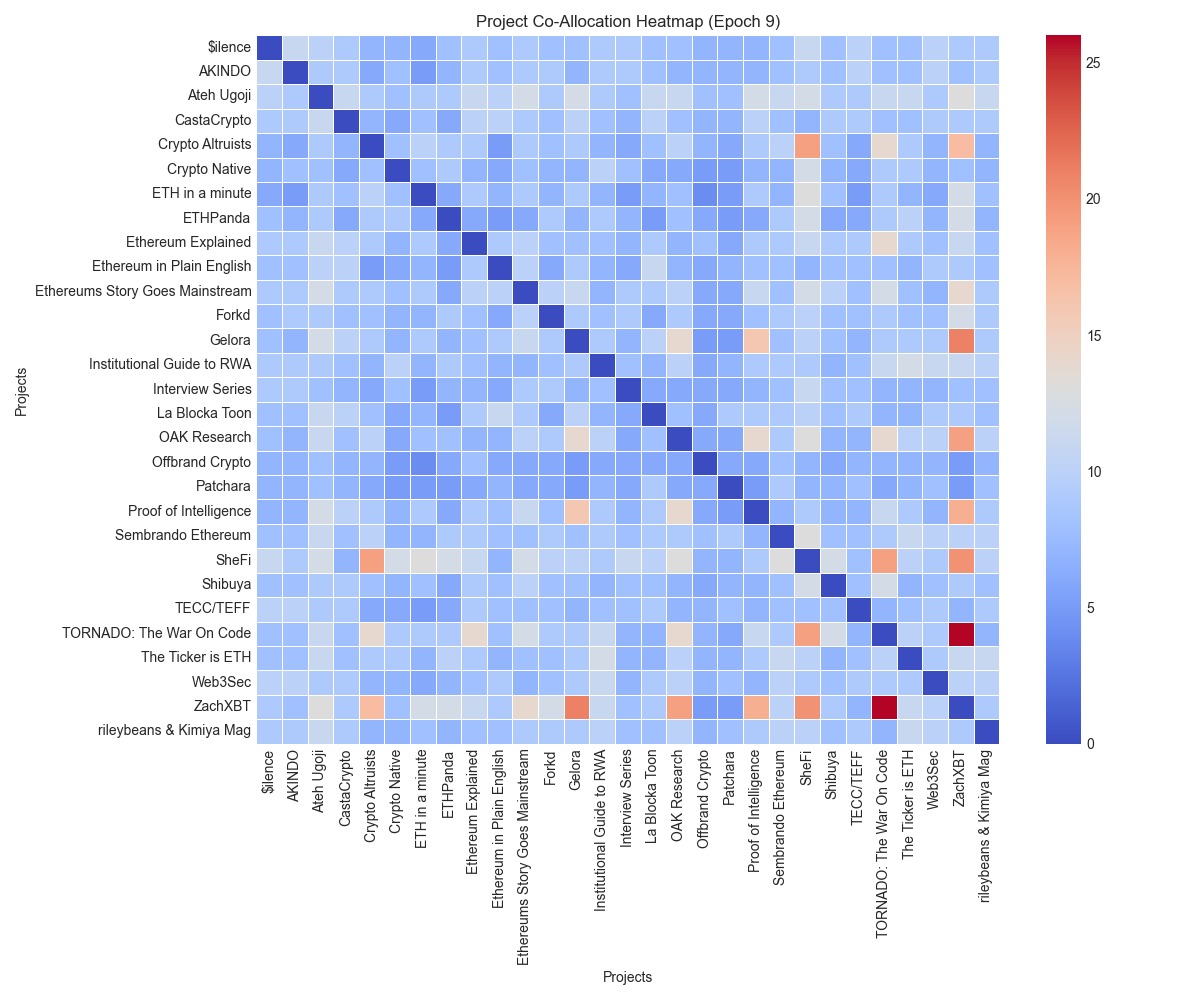 Project Co-Allocation Heatmap (Epoch 9)
$ilence
AKINDO
Ateh Ugoji
CastaCrypto
Crypto Altruists
Crypto Native
ETH in a minute
ETHPanda
Ethereum Explained
Ethereum in Plain English
Ethereums Story Goes Mainstream
Forkd
Gelora
Institutional Guide to RWA
Interview Series
La Blocka Toon
OAK Research
Offbrand Crypto
Patchara
Proof of Intelligence
Sembrando Ethereum
SheFi
Shibuya
TECC/TEFF
TORNADO: The War On Code
The Ticker is ETH
Web3Sec
ZachXBT
rileybeans & Kimiya Mag
Projects
$ilence
AKINDO
Ateh Ugoji
CastaCrypto
Crypto Altruists
Crypto Native
ETH in a minute
ETHPanda
Ethereum Explained
Ethereum in Plain English
Ethereums Story Goes Mainstream
Forkd
Gelora
Institutional Guide to RWA
Interview Series
La Blocka Toon
OAK Research
Offbrand Crypto
Patchara
Proof of Intelligence
Sembrando Ethereum
SheFi
Shibuya
TECC/TEFF
TORNADO: The War On Code
The Ticker is ETH
Web3Sec
ZachXBT
rileybeans & Kimiya Mag
Projects
25
20
15
10
5
0